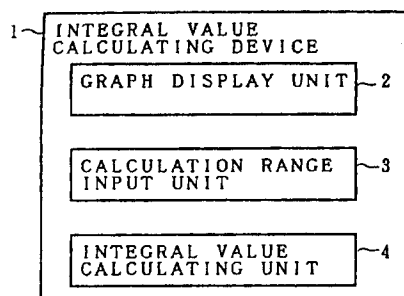 1 INTEGRAL VALUE
CALCULATING DEVICE
GRAPH DISPLAY UNIT 2
CALCULATION RANGE 3
INPUT UNIT
INTEGRAL VALUE 4
CALCULATING UNIT